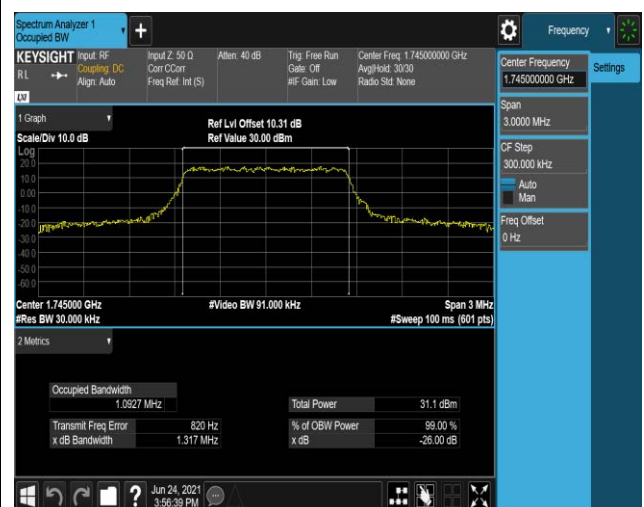 Spectrum Analyzer 1
Occupied BW
+
Frequency
KEYSIGHT
RL
LXI
Input: RF
Coupling: DC
Align: Auto
Input Z: 50 Ω
Corr CCorr
Freq Ref: Int (S)
Atten: 40 dB
Trig: Free Run
Gate: Off
#IF Gain: Low
Center Freq: 1.745000000 GHz
Avg|Hold: 30/30
Radio Std: None
Center Frequency
1.745000000 GHz
Settings
Span
3.0000 MHz
CF Step
300.000 kHz
Auto
Man
Freq Offset
0 Hz
1 Graph
Scale/Div 10.0 dB
Ref Lvl Offset 10.31 dB
Ref Value 30.00 dBm
Log
20.0
10.0
0.00
-10.0
-20.0
-30.0
-40.0
-50.0
-60.0
Center 1.745000 GHz
#Res BW 30.000 kHz
#Video BW 91.000 kHz
Span 3 MHz
#Sweep 100 ms (601 pts)
2 Metrics
Occupied Bandwidth
1.0927 MHz
Total Power 31.1 dBm
Transmit Freq Error 820 Hz
% of OBW Power 99.00 %
x dB Bandwidth 1.317 MHz
x dB -26.00 dB
?
Jun 24, 2021
3:56:39 PM